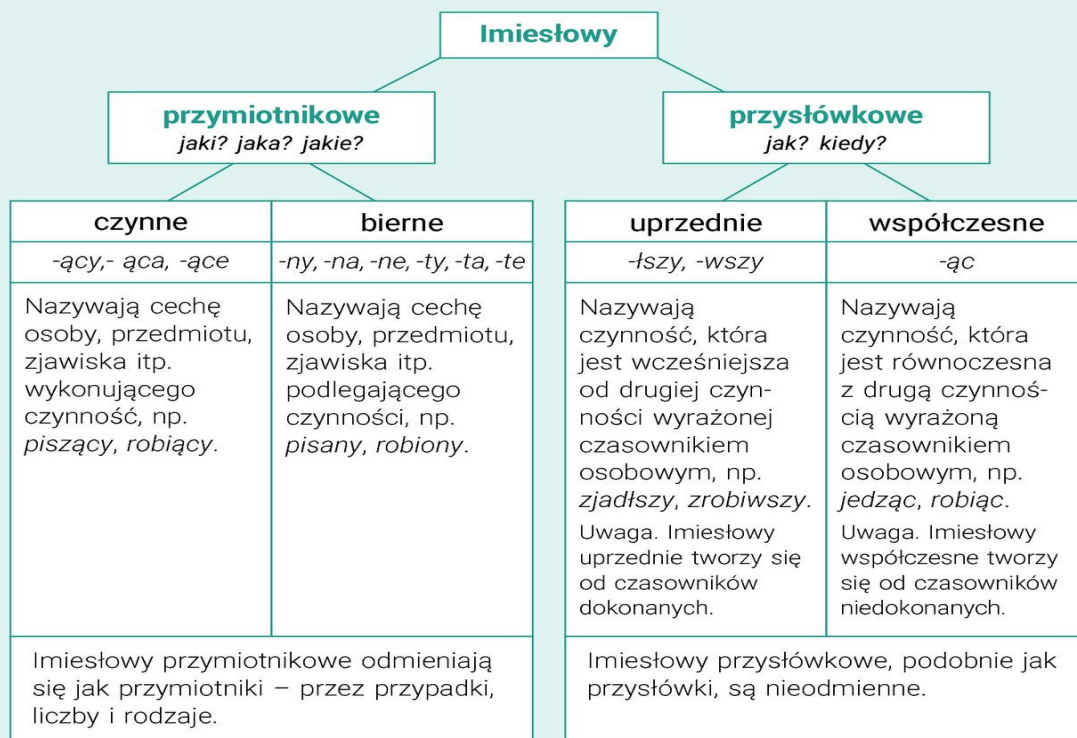 Imiesłowy
przymiotnikowe
jaki? jaka? jakie?
przysłówkowe
jak? kiedy?
czynne
-ący,- ąca, -ące
Nazywają cechę
osoby, przedmiotu,
zjawiska itp.
wykonującego
czynność, np.
piszący, robiący.
bierne
-ny, -na, -ne, -ty, -ta, -te
Nazywają cechę
osoby, przedmiotu,
zjawiska itp.
podlegającego
czynności, np.
pisany, robiony.
Imiesłowy przymiotnikowe odmieniają
się jak przymiotniki – przez przypadki,
liczby i rodzaje.
uprzednie
-łszy, -wszy
Nazywają
czynność, która
jest wcześniejsza
od drugiej czyn-
ności wyrażonej
czasownikiem
osobowym, np.
zjadłszy, zrobiwszy.
Uwaga. Imiesłowy
uprzednie tworzy się
od czasowników
dokonanych.
współczesne
-ąc
Nazywają
czynność, która
jest równoczesna
z drugą czynnoś-
cią wyrażoną
czasownikiem
osobowym, np.
jedząc, robiąc.
Uwaga. Imiesłowy
współczesne tworzy
się od czasowników
niedokonanych.
Imiesłowy przysłówkowe, podobnie jak
przysłówki, są nieodmienne.